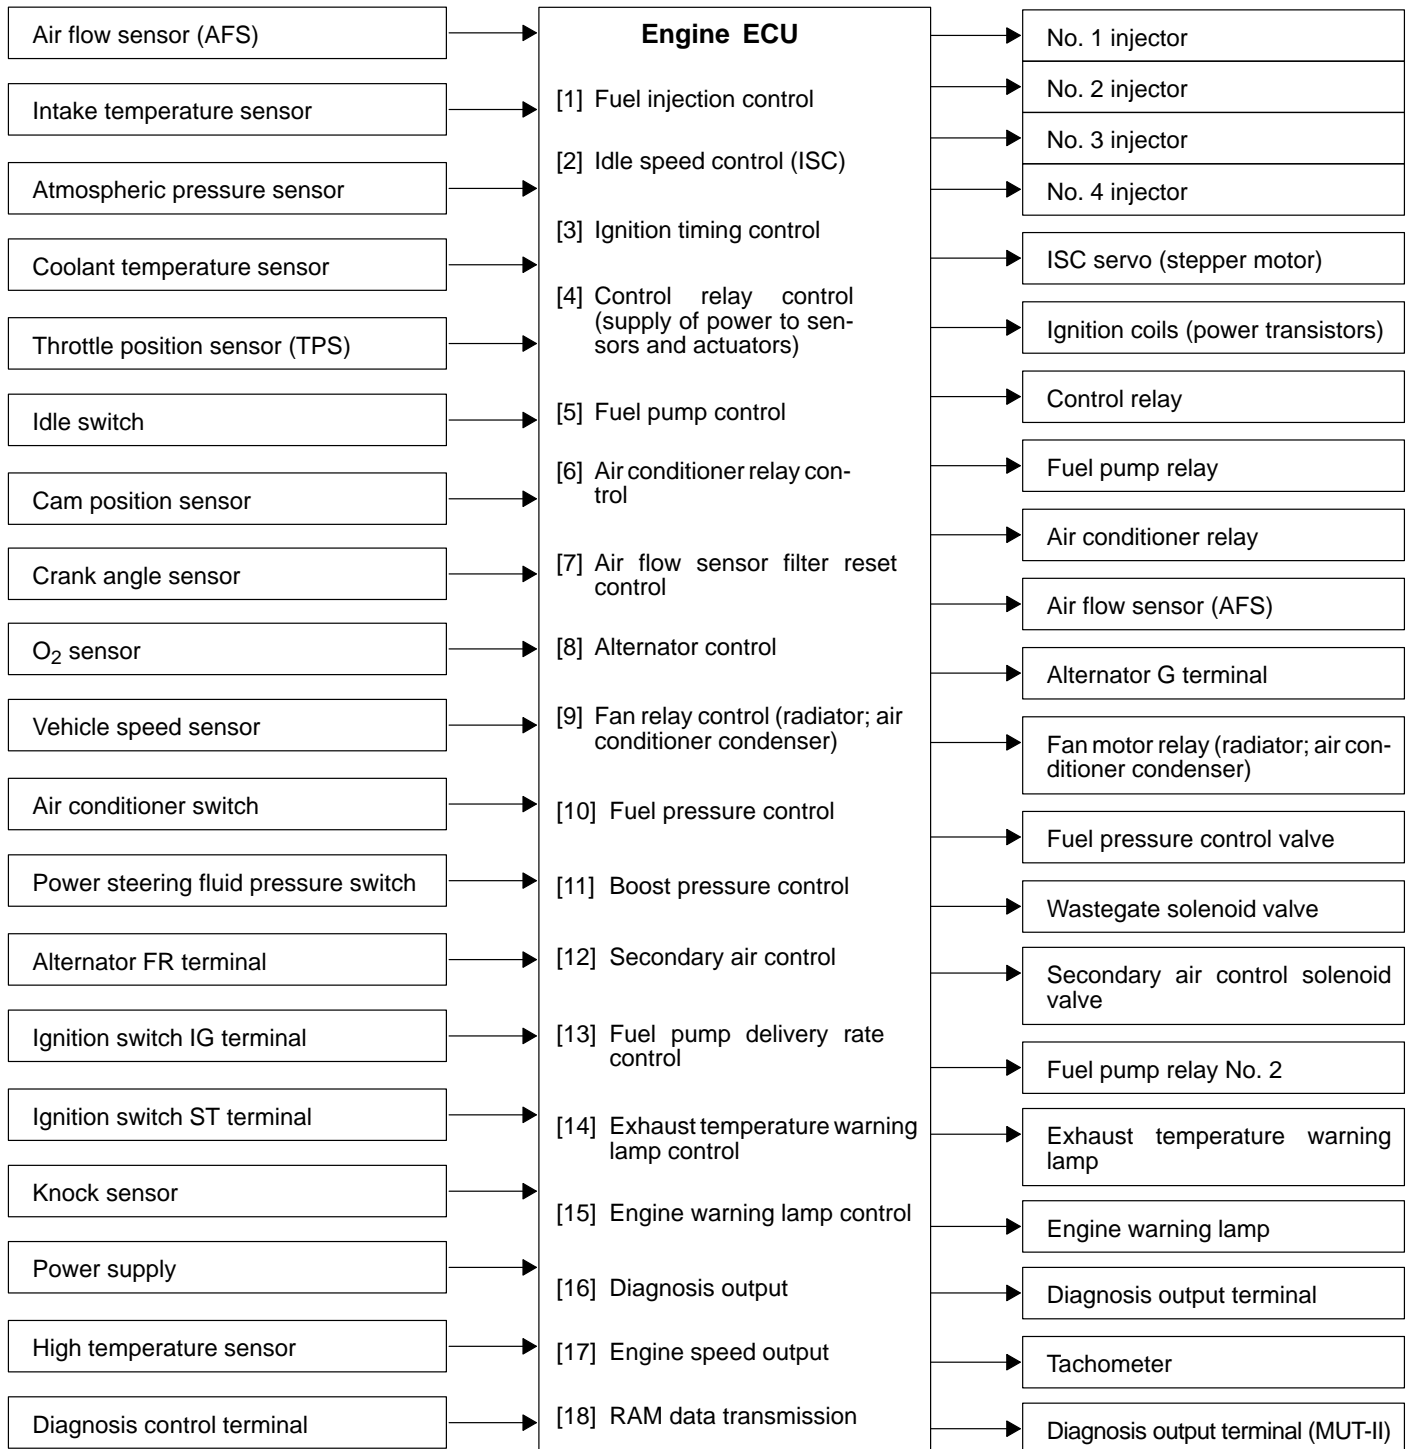 Air flow sensor (AFS)
Intake temperature sensor
Atmospheric pressure sensor
Coolant temperature sensor
Throttle position sensor (TPS)
Idle switch
Cam position sensor
Crank angle sensor
O2 sensor
Vehicle speed sensor
Air conditioner switch
Power steering fluid pressure switch
Alternator FR terminal
Ignition switch IG terminal
Ignition switch ST terminal
Knock sensor
Power supply
High temperature sensor
Diagnosis control terminal
Engine ECU
[1] Fuel injection control
[2] Idle speed control (ISC)
[3] Ignition timing control
[4] Control relay control
(supply of power to sen-
sors and actuators)
[5] Fuel pump control
[6] Air conditioner relay con-
trol
[7] Air flow sensor filter reset
control
[8] Alternator control
[9] Fan relay control (radiator; air
conditioner condenser)
[10] Fuel pressure control
[11] Boost pressure control
[12] Secondary air control
[13] Fuel pump delivery rate
control
[14] Exhaust temperature warning
lamp control
[15] Engine warning lamp control
[16] Diagnosis output
[17] Engine speed output
[18] RAM data transmission
No. 1 injector
No. 2 injector
No. 3 injector
No. 4 injector
ISC servo (stepper motor)
Ignition coils (power transistors)
Control relay
Fuel pump relay
Air conditioner relay
Air flow sensor (AFS)
Alternator G terminal
Fan motor relay (radiator; air con-
ditioner condenser)
Fuel pressure control valve
Wastegate solenoid valve
Secondary air control solenoid
valve
Fuel pump relay No. 2
Exhaust temperature warning
lamp
Engine warning lamp
Diagnosis output terminal
Tachometer
Diagnosis output terminal (MUT-II)